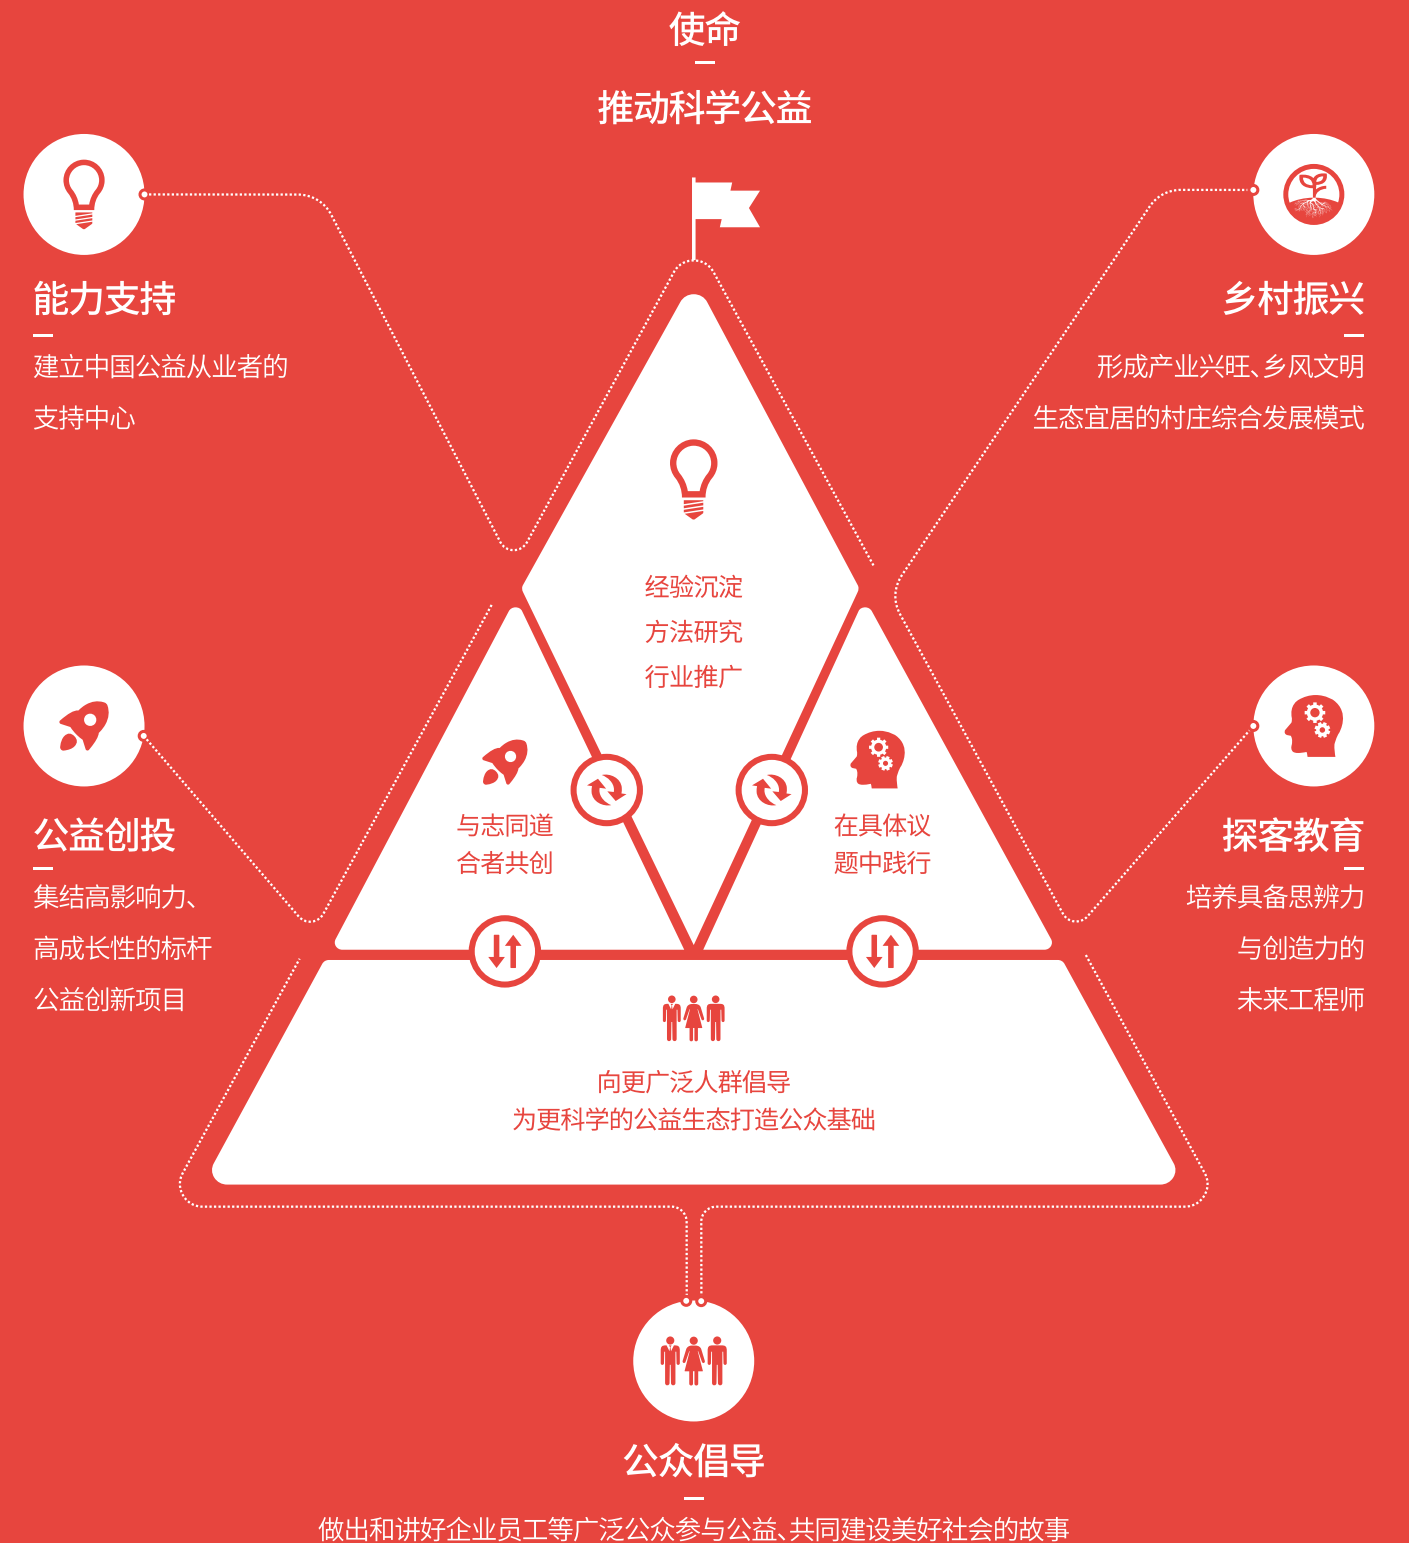 使命
推动科学公益
能力支持
建立中国公益从业者的
支持中心
乡村振兴
形成产业兴旺、乡风文明
生态宜居的村庄综合发展模式
经验沉淀
方法研究
行业推广
与志同道
合者共创
在具体议
题中践行
公益创投
集结高影响力、
高成长性的标杆
公益创新项目
探客教育
培养具备思辨力
与创造力的
未来工程师
向更广泛人群倡导
为更科学的公益生态打造公众基础
公众倡导
做出和讲好企业员工等广泛公众参与公益、共同建设美好社会的故事